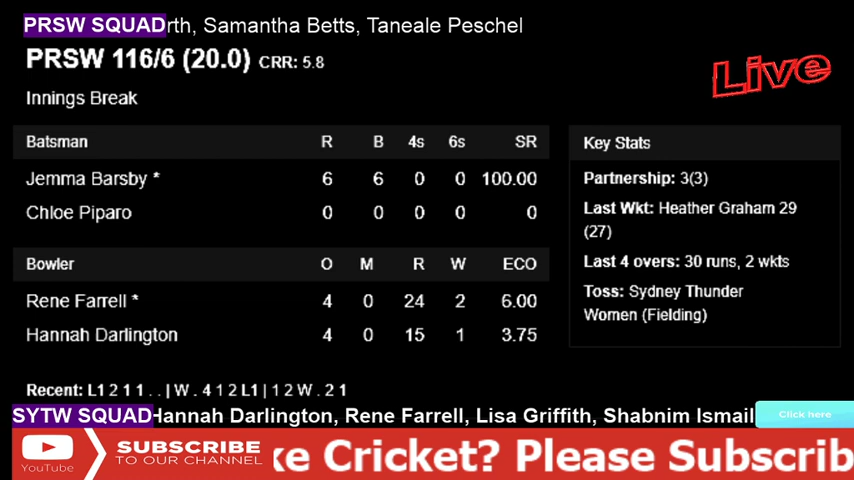 PRSW SQUAD rth, Samantha Betts, Taneale Peschel
PRSW 116/6 (20.0) CRR: 5.8
Live
Innings Break
Batsman R B 4s 6s SR
Jemma Barsby * 6 6 0 0 100.00
Chloe Piparo 0 0 0 0 0
Key Stats
Partnership: 3(3)
Last Wkt: Heather Graham 29
(27)
Last 4 overs: 30 runs, 2 wkts
Toss: Sydney Thunder
Women (Fielding)
Bowler O M R W ECO
Rene Farrell * 4 0 24 2 6.00
Hannah Darlington 4 0 15 1 3.75
Recent: L1 2 1 1 . . | W . 4 1 2 L1 | 1 2 W . 2 1
SYTW SQUAD Hannah Darlington, Rene Farrell, Lisa Griffith, Shabnim Ismail
Click here
YouTube
SUBSCRIBE
TO OUR CHANNEL
ke Cricket? Please Subscrib